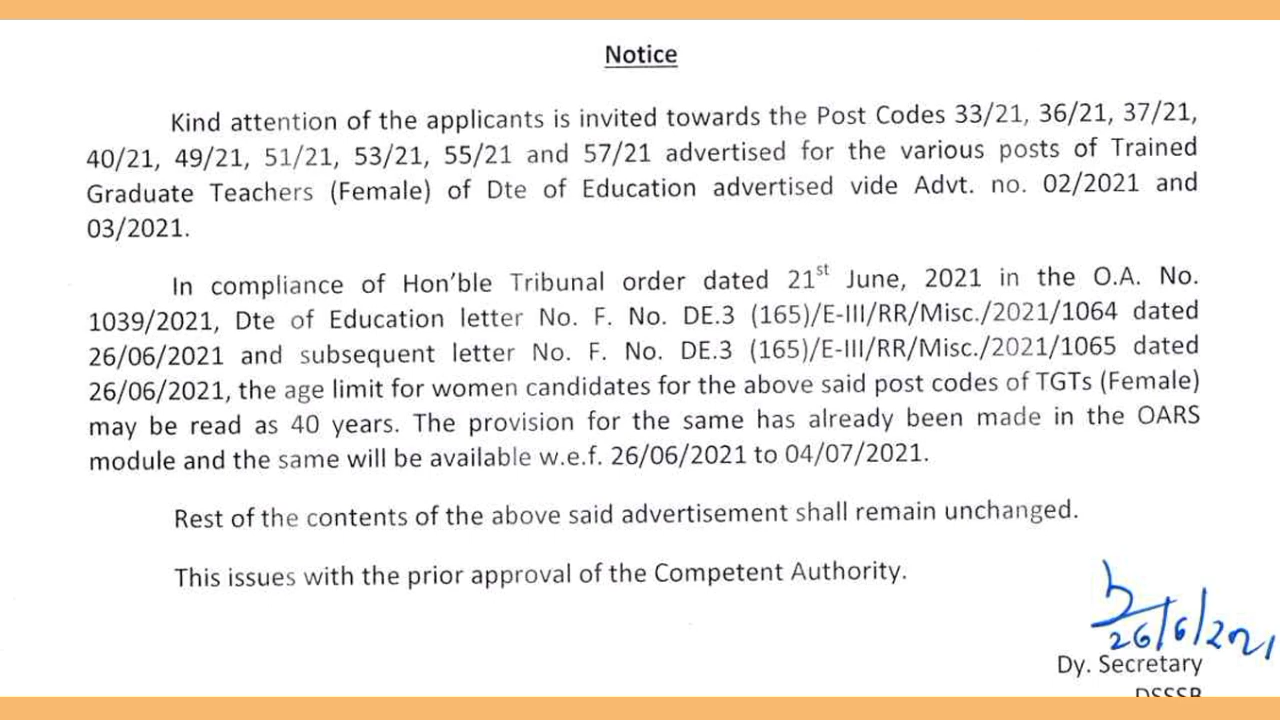 Notice
Kind attention of the applicants is invited towards the Post Codes 33/21, 36/21, 37/21,
40/21, 49/21, 51/21, 53/21, 55/21 and 57/21 advertised for the various posts of Trained
Graduate Teachers (Female) of Dte of Education advertised vide Advt. no. 02/2021 and
03/2021.
In compliance of Hon'ble Tribunal order dated 21st June, 2021 in the O.A. No.
1039/2021, Dte of Education letter No. F. No. DE.3 (165)/E-III/RR/Misc./2021/1064 dated
26/06/2021 and subsequent letter No. F. No. DE.3 (165)/E-III/RR/Misc./2021/1065 dated
26/06/2021, the age limit for women candidates for the above said post codes of TGTs (Female)
may be read as 40 years. The provision for the same has already been made in the OARS
module and the same will be available w.e.f. 26/06/2021 to 04/07/2021.
Rest of the contents of the above said advertisement shall remain unchanged.
This issues with the prior approval of the Competent Authority.
26/6/2021
Dy. Secretary
DSSSB